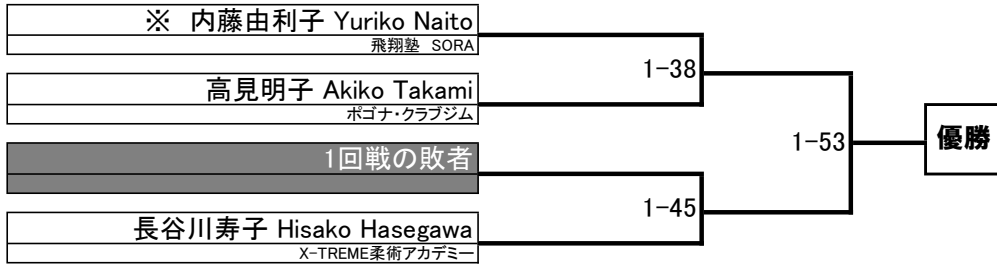 ※ 内藤由利子 Yuriko Naito
飛翔塾 SORA
1-38
高見明子 Akiko Takami
ポゴナ・クラブジム
1-53
優勝
1回戦の敗者
1-45
長谷川寿子 Hisako Hasegawa
X-TREME柔術アカデミー